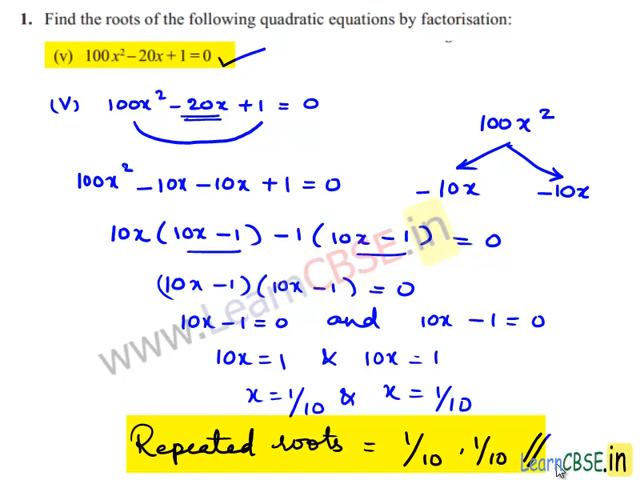 1. Find the roots of the following quadratic equations by factorisation:
(v) 100x² – 20x + 1 = 0
(V) 100x² - 20x + 1 = 0
100x²
100x² - 10x - 10x + 1 = 0
-10x -10x
10x (10x - 1) - 1 (10x - 1) = 0
(10x - 1) (10x - 1) = 0
10x - 1 = 0 and 10x - 1 = 0
10x = 1 & 10x = 1
x = 1/10 & x = 1/10
Repeated roots = 1/10 , 1/10 //
www.LearnCBSE.in
LearnCBSE.in